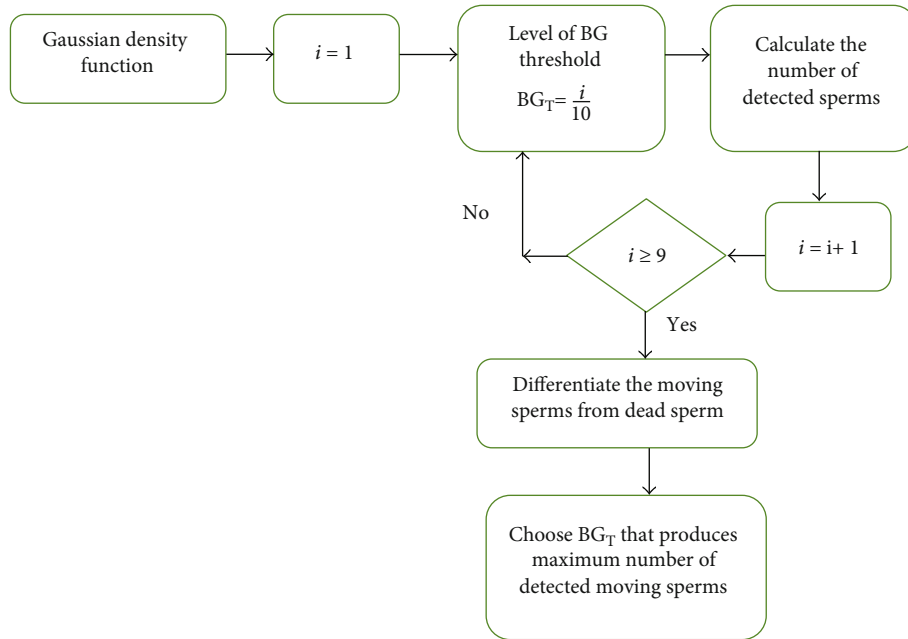 Gaussian density
function
i = 1
Level of BG
threshold
BG_T= i/10
Calculate the
number of
detected sperms
i = i+ 1
i ≥ 9
No
Yes
Differentiate the moving
sperms from dead sperm
Choose BG_T that produces
maximum number of
detected moving sperms